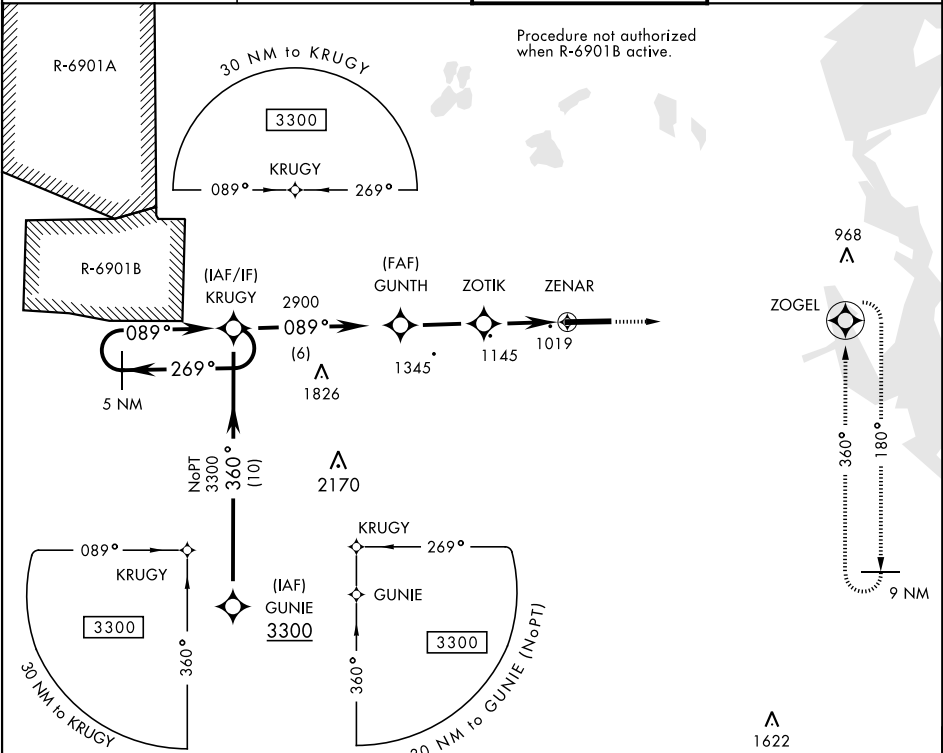 Procedure not authorized
when R-6901B active.
R-6901A
30 NM to KRUGY
3300
KRUGY
089°
269°
R-6901B
(IAF/IF)
KRUGY
089°
269°
5 NM
2900
089°
(6)
1826
(FAF)
GUNTH
1345
ZOTIK
1145
ZENAR
1019
968
ZOGEL
360°
180°
9 NM
NoPT
3300
360°
(10)
2170
089°
KRUGY
3300
360°
30 NM to KRUGY
(IAF)
GUNIE
3300
KRUGY
269°
GUNIE
3300
360°
30 NM to GUNIE (NoPT)
1622